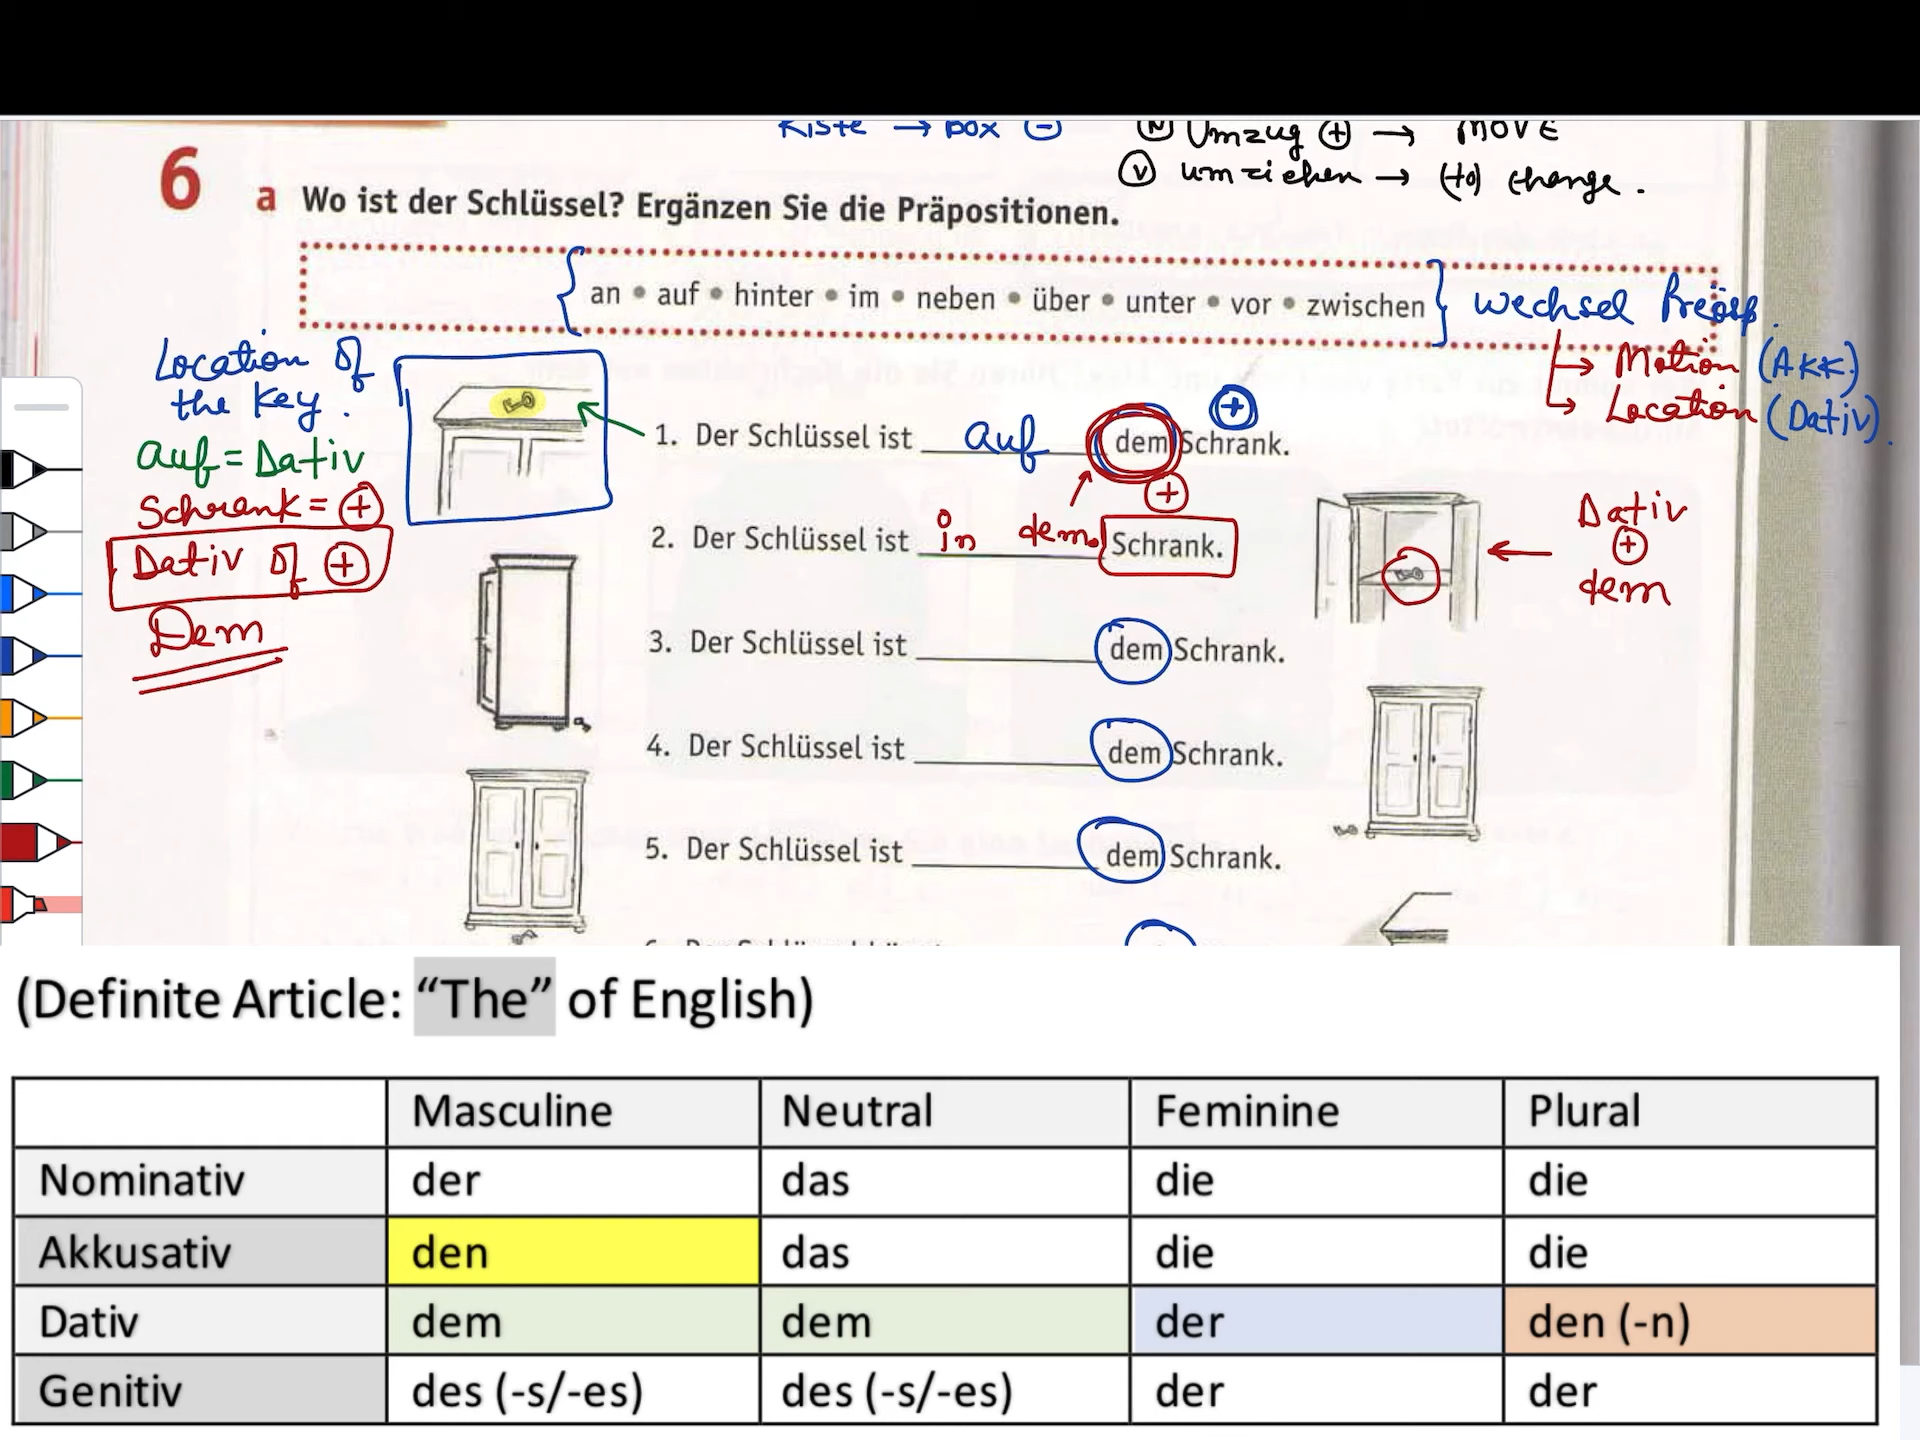 Kiste → box ⊖
Ⓝ Umzug ⊕ → MOVE
Ⓥ umziehen → (to) change.
6 a Wo ist der Schlüssel? Ergänzen Sie die Präpositionen.
an • auf • hinter • im • neben • über • unter • vor • zwischen
Wechsel Präösp.
→ Motion (AKK)
→ Location (Dativ).
Location of
the key.
auf = Dativ
Schrank = ⊕
Dativ of ⊕
Dem
1. Der Schlüssel ist auf dem Schrank. ⊕
⊕
2. Der Schlüssel ist in dem Schrank.
Dativ
⊕
dem
3. Der Schlüssel ist ________ dem Schrank.
4. Der Schlüssel ist ________ dem Schrank.
5. Der Schlüssel ist ________ dem Schrank.
(Definite Article: “The” of English)
Masculine Neutral Feminine Plural
Nominativ der das die die
Akkusativ den das die die
Dativ dem dem der den (-n)
Genitiv des (-s/-es) des (-s/-es) der der